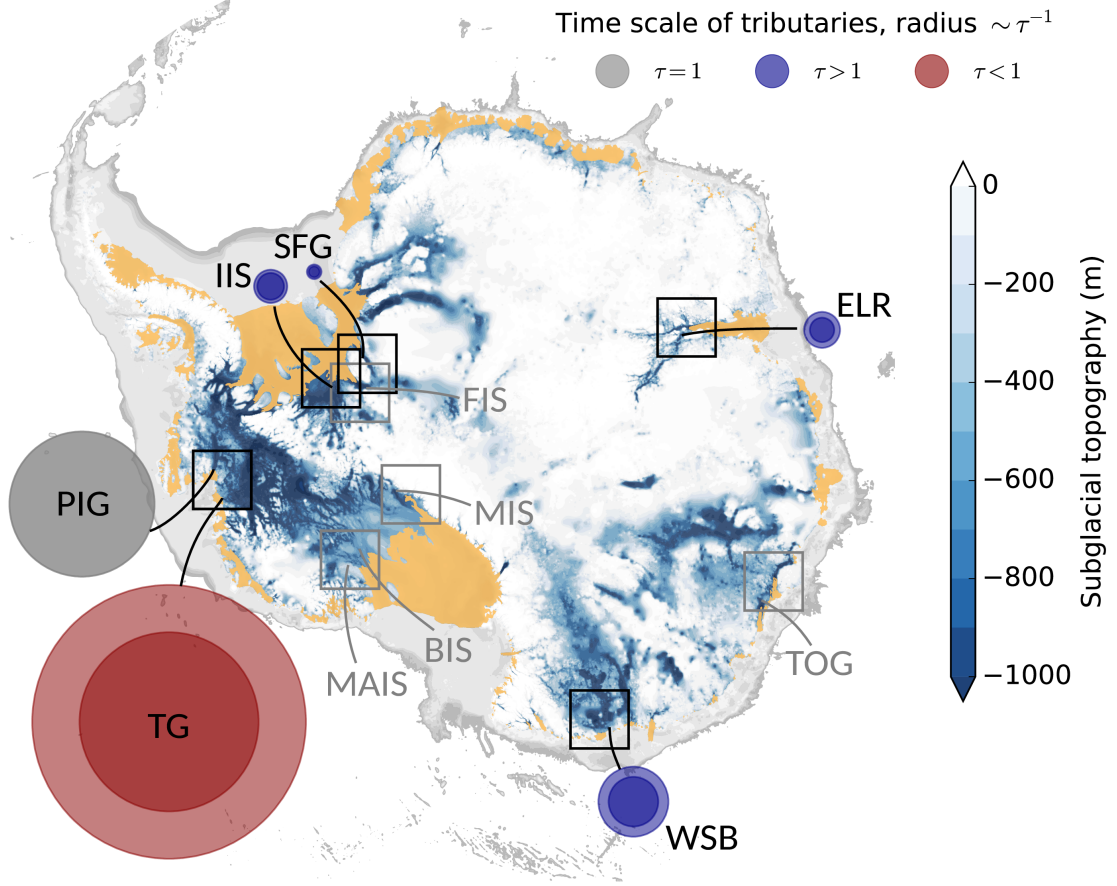 Time scale of tributaries, radius ∼τ⁻¹
τ=1
τ>1
τ<1
0
−200
−400
−600
−800
−1000
Subglacial topography (m)
SFG
IIS
ELR
FIS
PIG
MIS
BIS
MAIS
TOG
TG
WSB